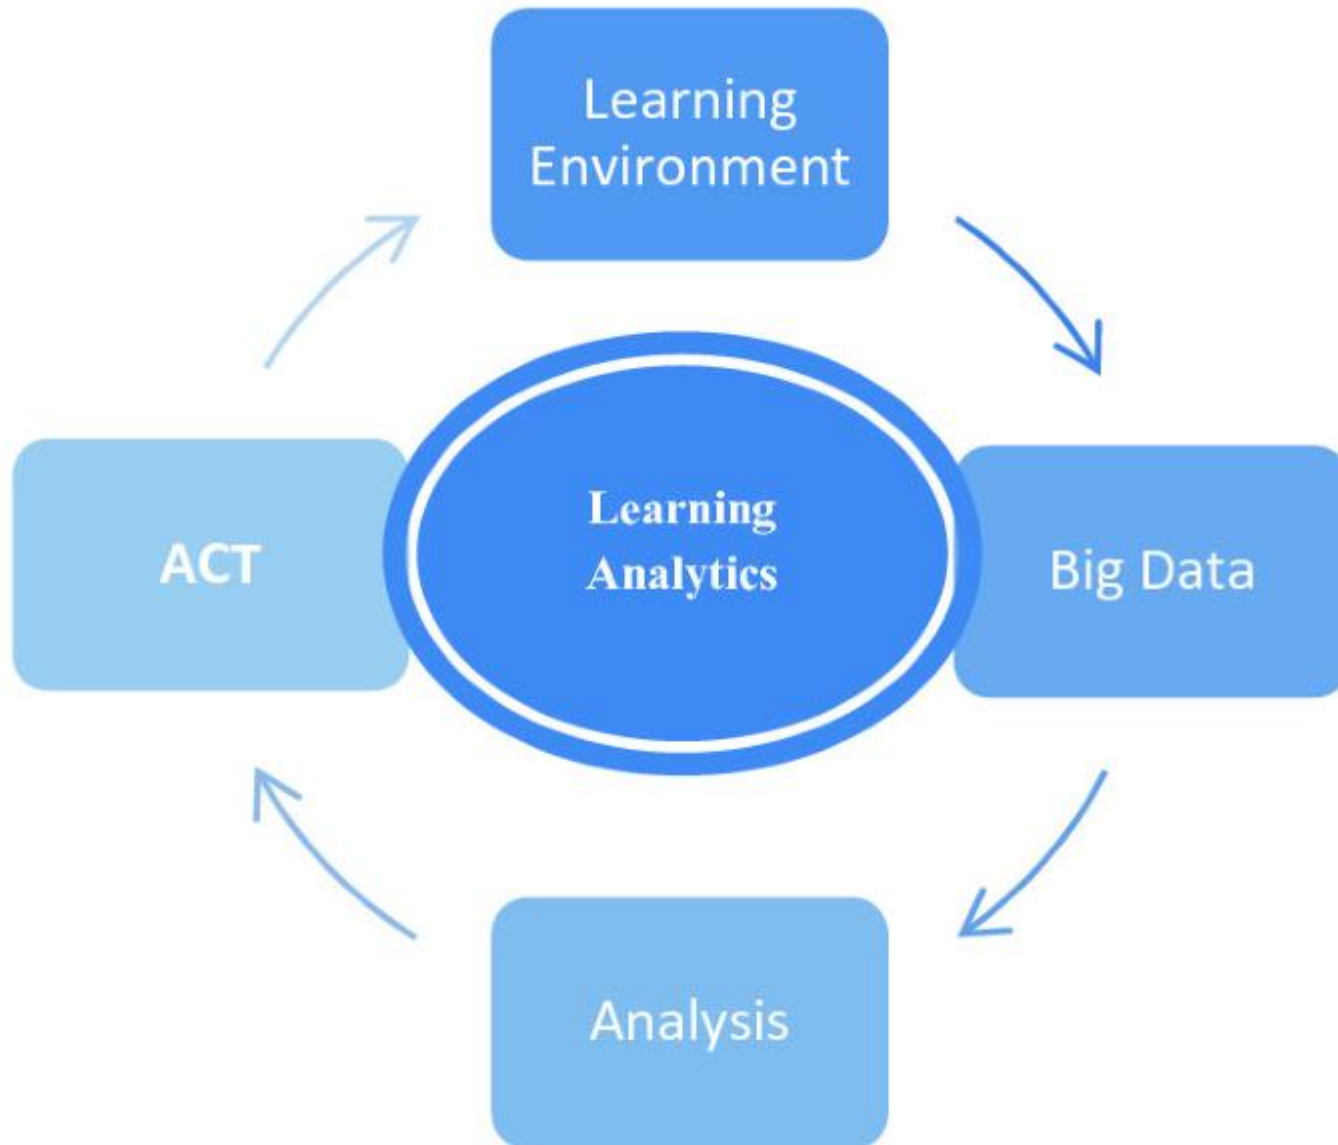 Learning
Environment
Learning
Analytics
ACT
Big Data
Analysis